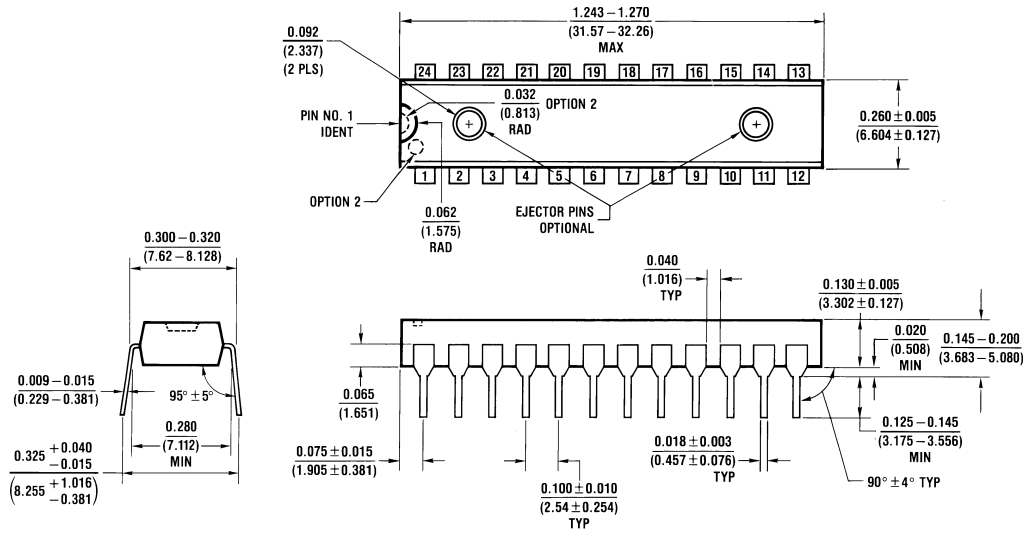 1.243 – 1.270
(31.57 – 32.26)
MAX
0.092
(2.337)
(2 PLS)
24 23 22 21 20 19 18 17 16 15 14 13
0.032
(0.813)
RAD
OPTION 2
PIN NO. 1
IDENT
0.260 ± 0.005
(6.604 ± 0.127)
1 2 3 4 5 6 7 8 9 10 11 12
OPTION 2
0.062
(1.575)
RAD
EJECTOR PINS
OPTIONAL
0.300 – 0.320
(7.62 – 8.128)
0.040
(1.016)
TYP
0.130 ± 0.005
(3.302 ± 0.127)
0.020
(0.508)
MIN
0.145 – 0.200
(3.683 – 5.080)
0.009 – 0.015
(0.229 – 0.381)
95° ± 5°
0.065
(1.651)
0.280
(7.112)
MIN
0.325 +0.040
–0.015
(8.255 +1.016
–0.381)
0.075 ± 0.015
(1.905 ± 0.381)
0.018 ± 0.003
(0.457 ± 0.076)
TYP
0.125 – 0.145
(3.175 – 3.556)
MIN
0.100 ± 0.010
(2.54 ± 0.254)
TYP
90° ± 4° TYP